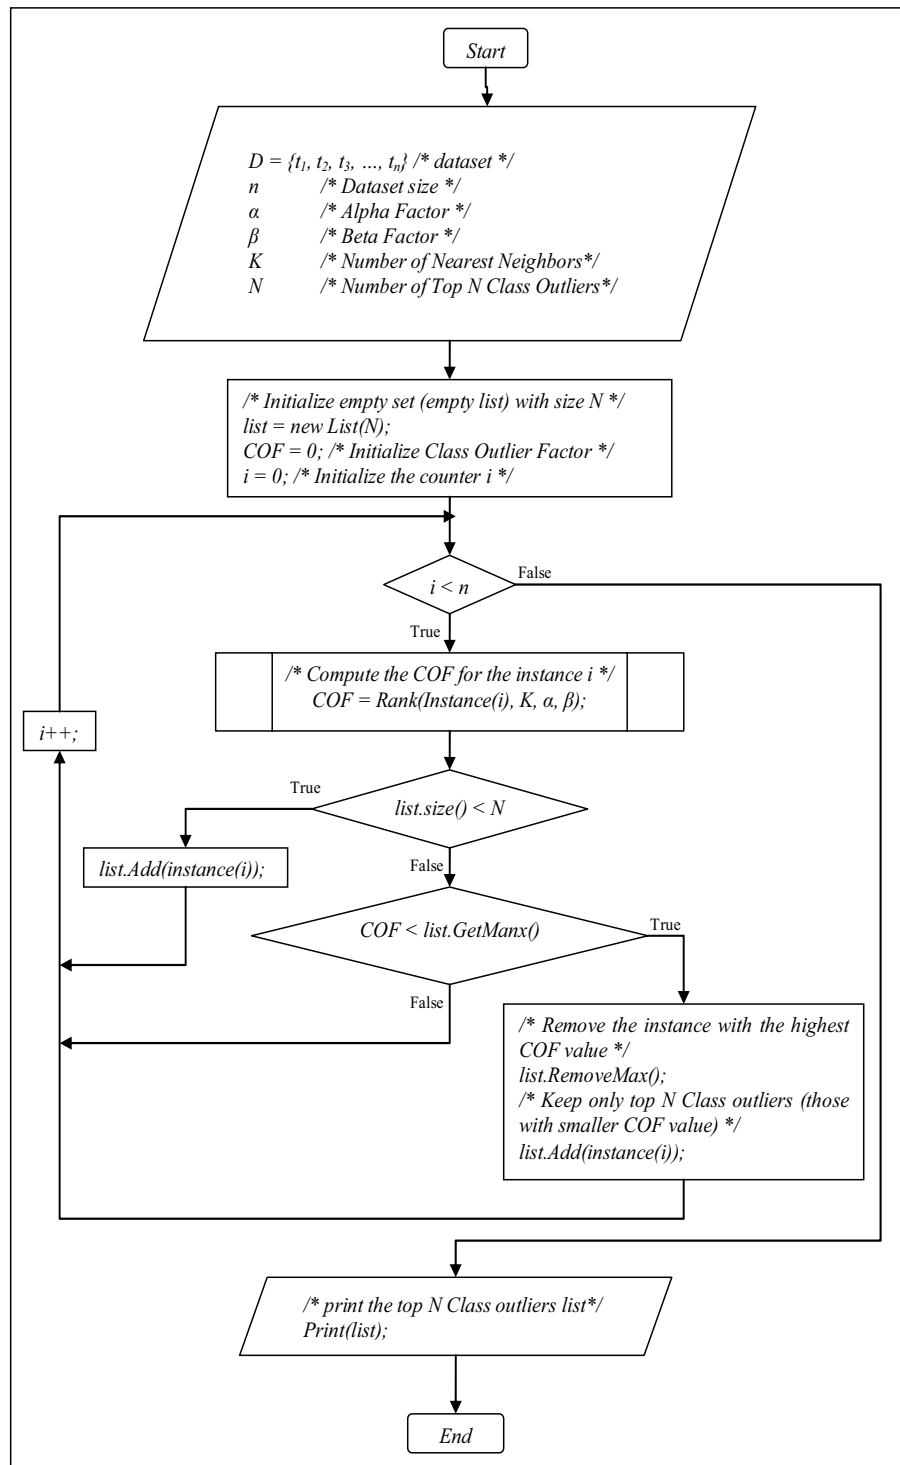 Start
D = {t1, t2, t3, ..., tn} /* dataset */
n /* Dataset size */
α /* Alpha Factor */
β /* Beta Factor */
K /* Number of Nearest Neighbors*/
N /* Number of Top N Class Outliers*/
/* Initialize empty set (empty list) with size N */
list = new List(N);
COF = 0; /* Initialize Class Outlier Factor */
i = 0; /* Initialize the counter i */
i < n
False
True
/* Compute the COF for the instance i */
COF = Rank(Instance(i), K, α, β);
i++;
True
list.size() < N
list.Add(instance(i));
False
COF < list.GetManx()
True
False
/* Remove the instance with the highest
COF value */
list.RemoveMax();
/* Keep only top N Class outliers (those
with smaller COF value) */
list.Add(instance(i));
/* print the top N Class outliers list*/
Print(list);
End